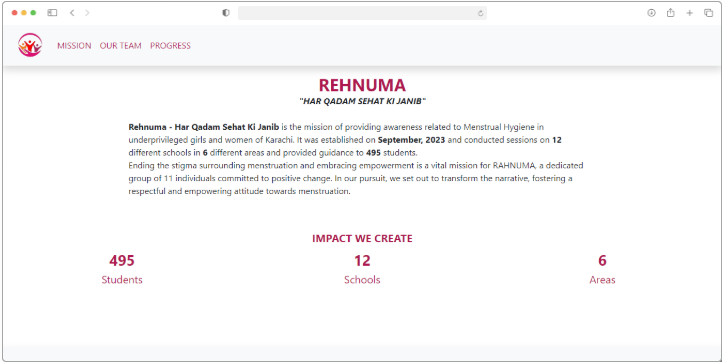 MISSION OUR TEAM PROGRESS
REHNUMA
"HAR QADAM SEHAT KI JANIB"
Rehnuma - Har Qadam Sehat Ki Janib is the mission of providing awareness related to Menstrual Hygiene in
underprivileged girls and women of Karachi. It was established on September, 2023 and conducted sessions on 12
different schools in 6 different areas and provided guidance to 495 students.
Ending the stigma surrounding menstruation and embracing empowerment is a vital mission for RAHNUMA, a dedicated
group of 11 individuals committed to positive change. In our pursuit, we set out to transform the narrative, fostering a
respectful and empowering attitude towards menstruation.
IMPACT WE CREATE
495 12 6
Students Schools Areas